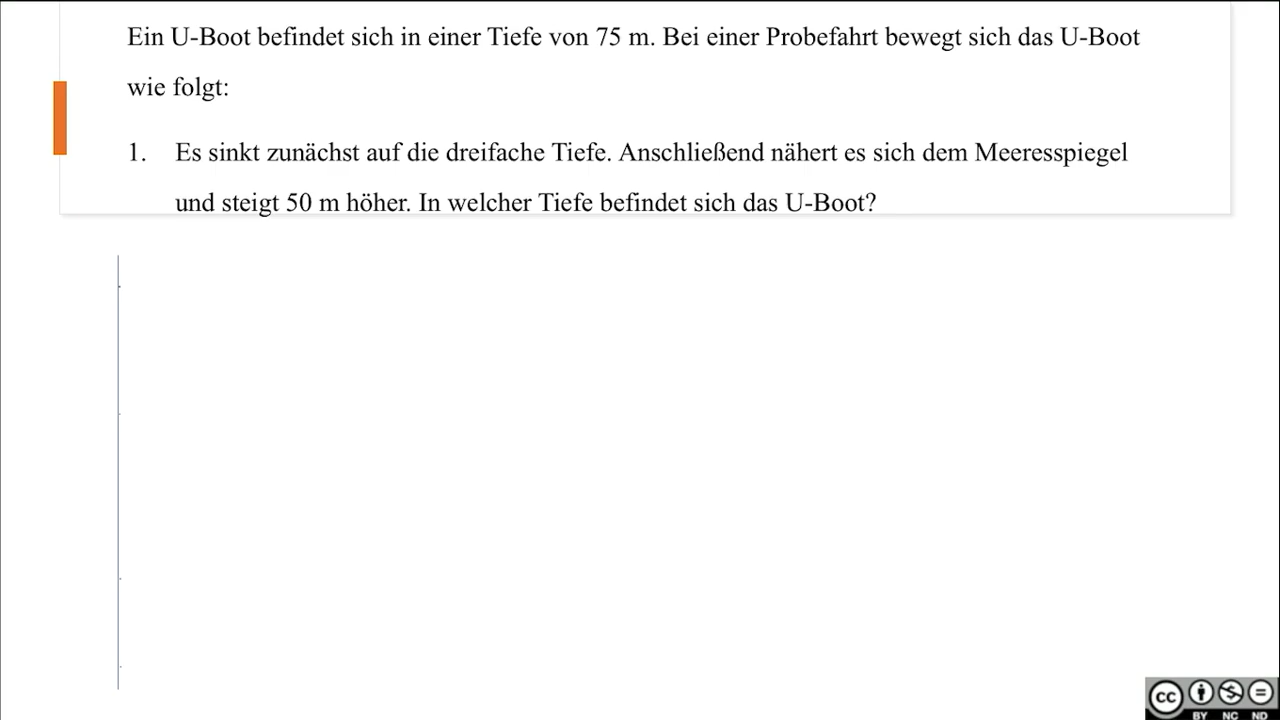 Ein U-Boot befindet sich in einer Tiefe von 75 m. Bei einer Probefahrt bewegt sich das U-Boot
wie folgt:
1. Es sinkt zunächst auf die dreifache Tiefe. Anschließend nähert es sich dem Meeresspiegel
und steigt 50 m höher. In welcher Tiefe befindet sich das U-Boot?
cc
BY NC ND